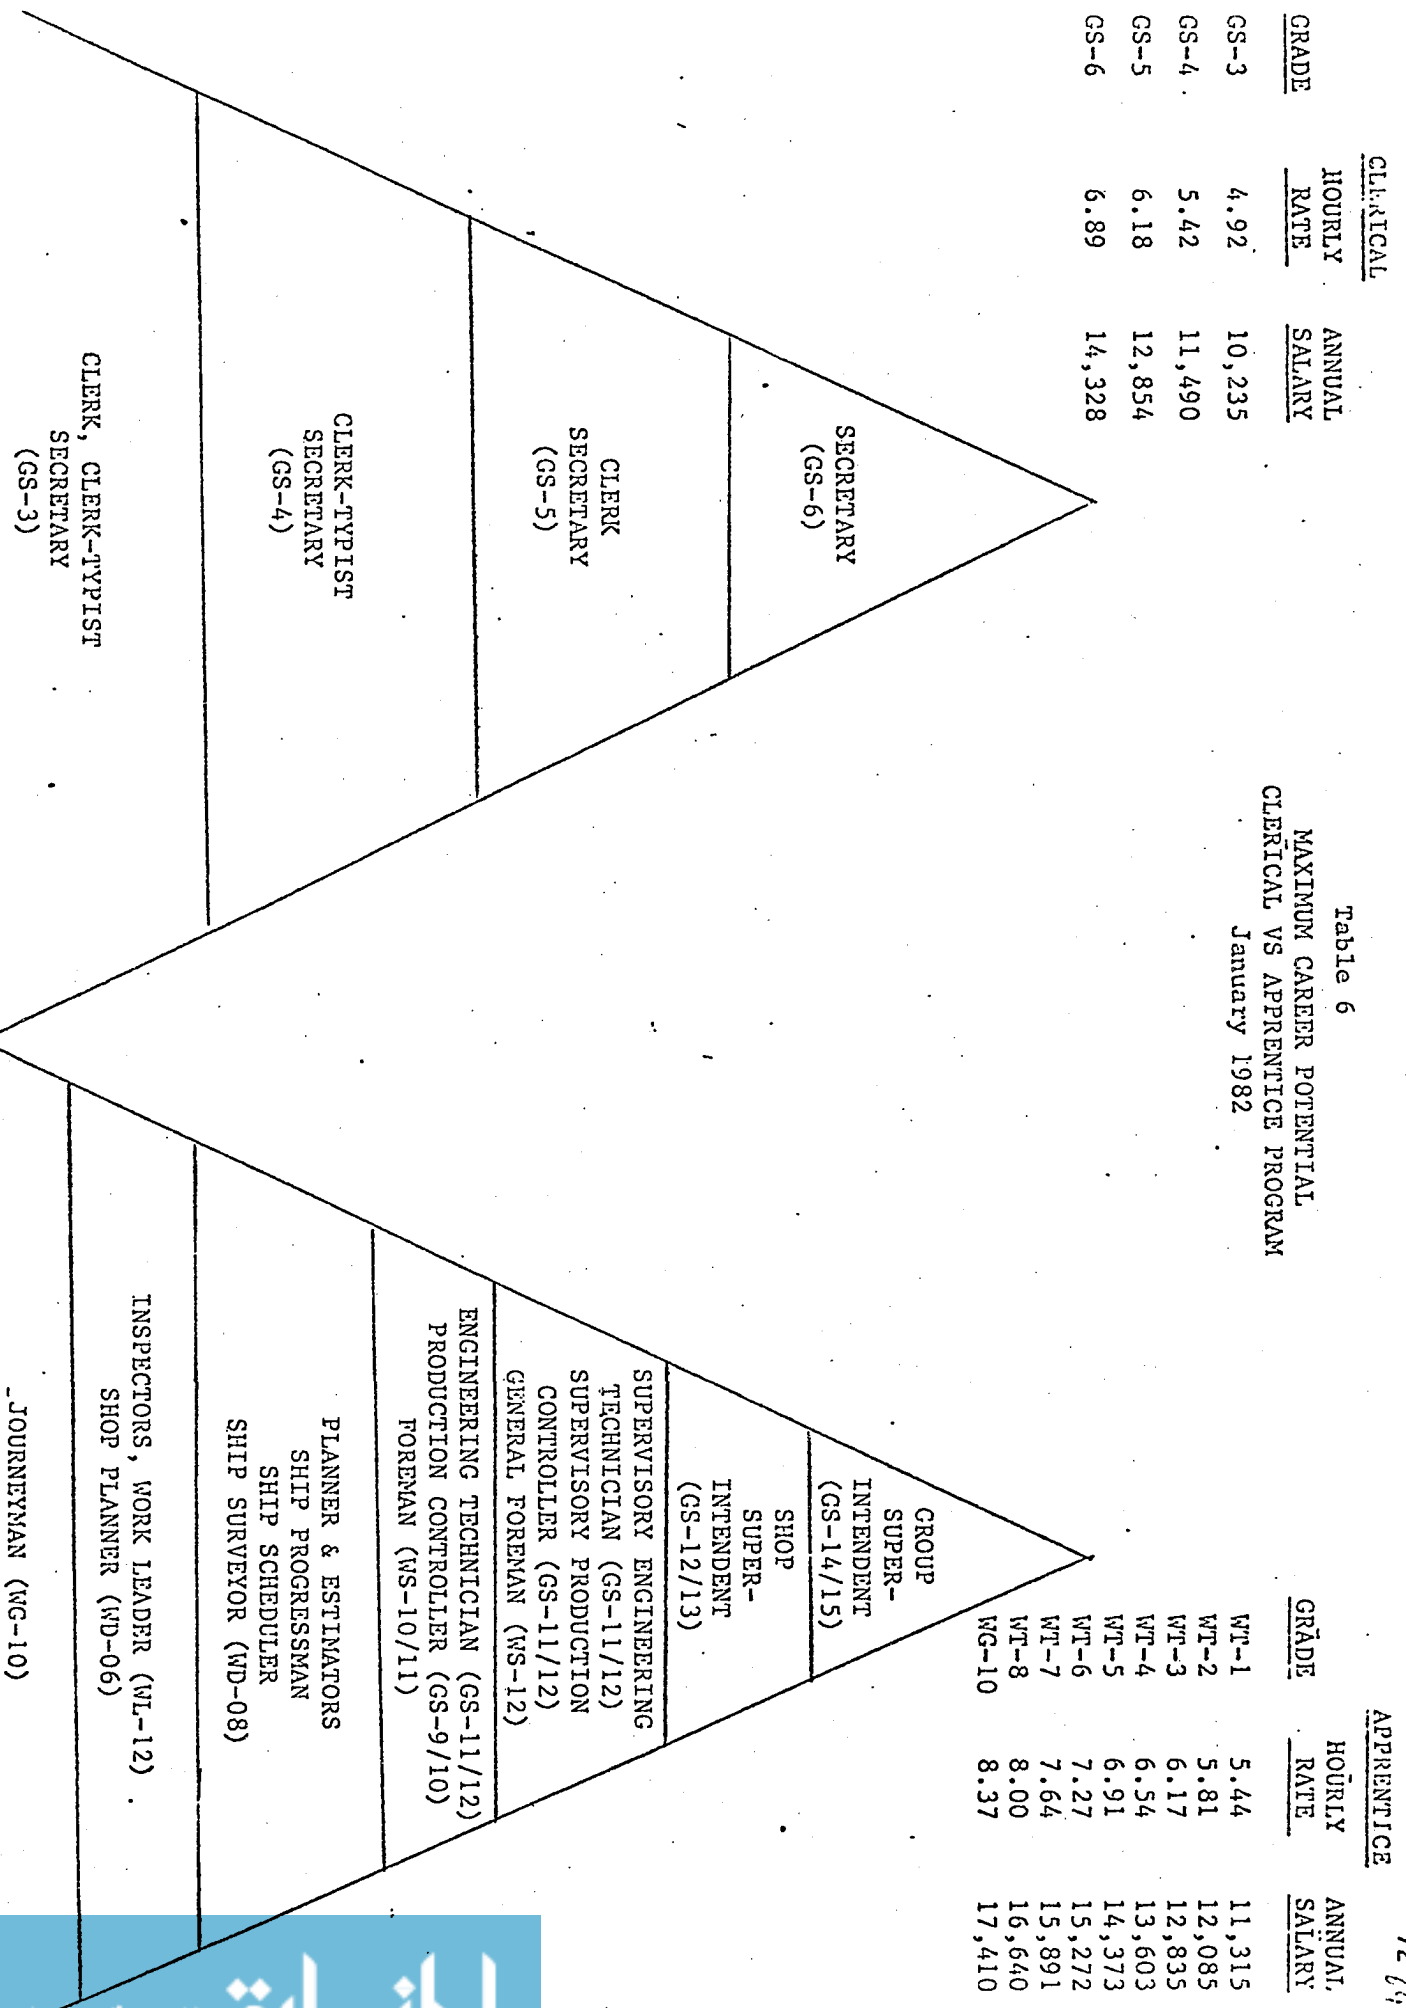 Table 6
MAXIMUM CAREER POTENTIAL
CLERICAL VS APPRENTICE PROGRAM
January 1982
CLERICAL
GRADE HOURLY RATE ANNUAL SALARY
GS-3 4.92 10,235
GS-4 5.42 11,490
GS-5 6.18 12,854
GS-6 6.89 14,328
APPRENTICE
GRADE HOURLY RATE ANNUAL SALARY
WT-1 5.44 11,315
WT-2 5.81 12,085
WT-3 6.17 12,835
WT-4 6.54 13,603
WT-5 6.91 14,373
WT-6 7.27 15,272
WT-7 7.64 15,891
WT-8 8.00 16,640
WG-10 8.37 17,410
SECRETARY
(GS-6)
CLERK
SECRETARY
(GS-5)
CLERK-TYPIST
SECRETARY
(GS-4)
CLERK, CLERK-TYPIST
SECRETARY
(GS-3)
GROUP
SUPER-
INTENDENT
(GS-14/15)
SHOP
SUPER-
INTENDENT
(GS-12/13)
SUPERVISORY ENGINEERING
TECHNICIAN (GS-11/12)
SUPERVISORY PRODUCTION
CONTROLLER (GS-11/12)
GENERAL FOREMAN (WS-12)
ENGINEERING TECHNICIAN (GS-11/12)
PRODUCTION CONTROLLER (GS-9/10)
FOREMAN (WS-10/11)
PLANNER & ESTIMATORS
SHIP PROGRESSMAN
SHIP SCHEDULER
SHIP SURVEYOR (WD-08)
INSPECTORS, WORK LEADER (WL-12)
SHOP PLANNER (WD-06)
JOURNEYMAN (WG-10)